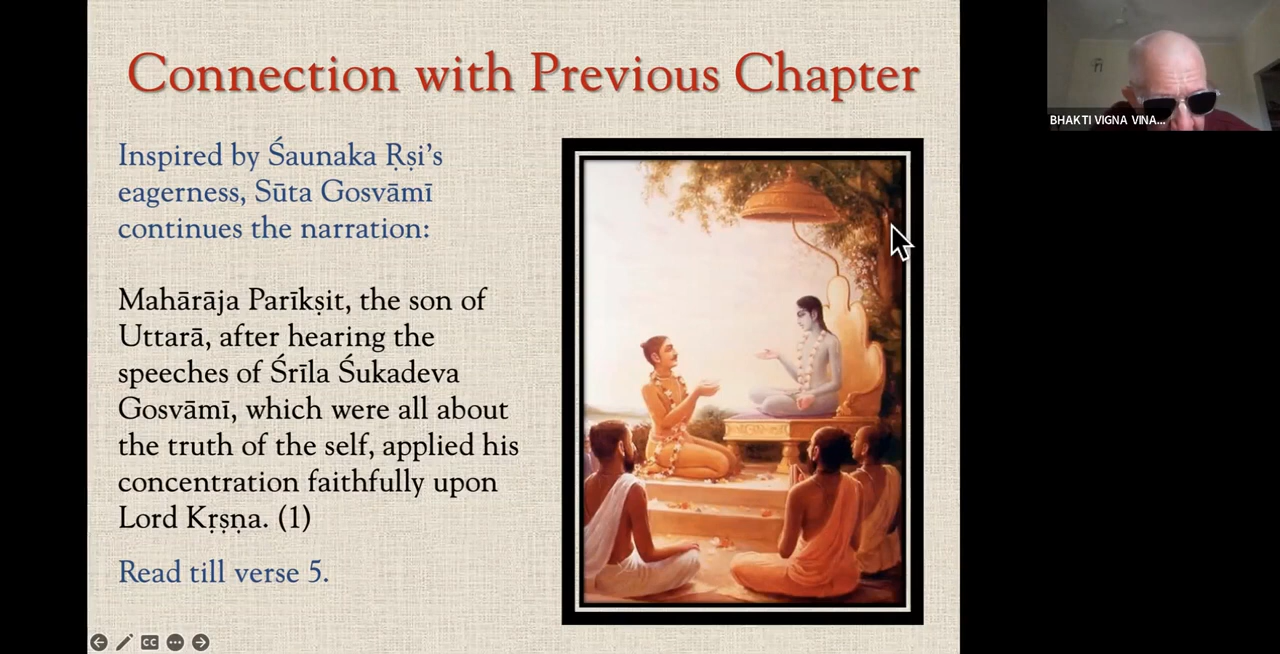 Connection with Previous Chapter
Inspired by Śaunaka Ṛṣi’s
eagerness, Sūta Gosvāmī
continues the narration:
Mahārāja Parīkṣit, the son of
Uttarā, after hearing the
speeches of Śrīla Śukadeva
Gosvāmī, which were all about
the truth of the self, applied his
concentration faithfully upon
Lord Kṛṣṇa. (1)
Read till verse 5.
BHAKTI VIGNA VINA...
CC